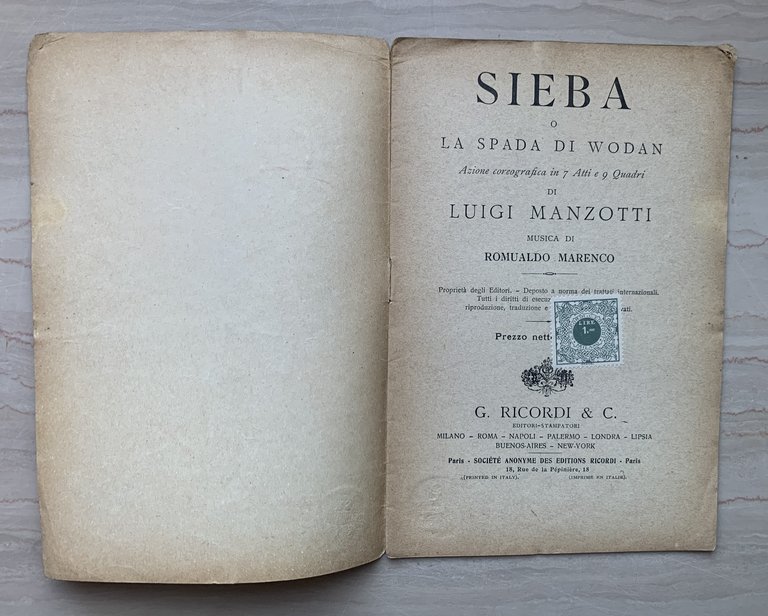 SIEBA
O
LA SPADA DI WODAN
Azione coreografica in 7 Atti e 9 Quadri
DI
LUIGI MANZOTTI
MUSICA DI
ROMUALDO MARENCO
Proprietà degli Editori. – Deposto a norma dei trattati internazionali.
Tutti i diritti di
riproduzione, traduzione e
Prezzo
LIRE
1.00
G. RICORDI & C.
EDITORI-STAMPATORI
MILANO – ROMA – NAPOLI – PALERMO – LONDRA – LIPSIA
BUENOS-AIRES – NEW-YORK
Paris - SOCIÉTÉ ANONYME DES EDITIONS RICORDI - Paris
18, Rue de la Pépinière, 18
(PRINTED IN ITALY). (IMPRIMÉ EN ITALIE).